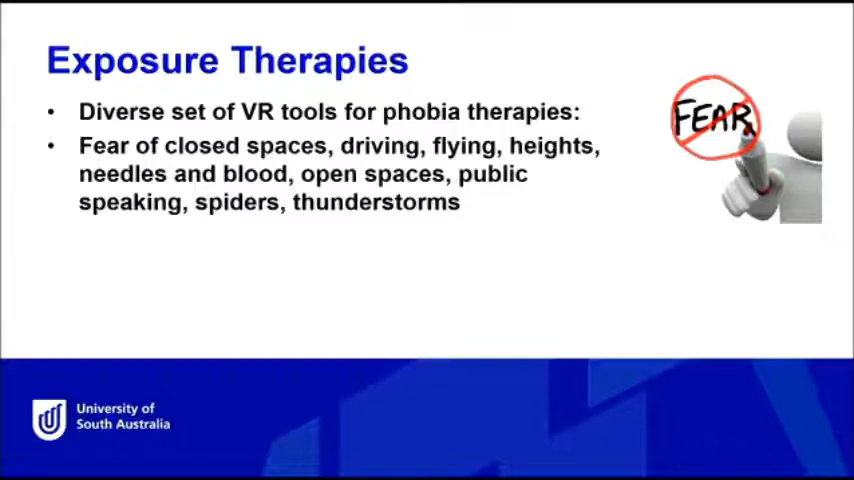 Exposure Therapies
• Diverse set of VR tools for phobia therapies:
• Fear of closed spaces, driving, flying, heights,
needles and blood, open spaces, public
speaking, spiders, thunderstorms
FEAR
University of
South Australia